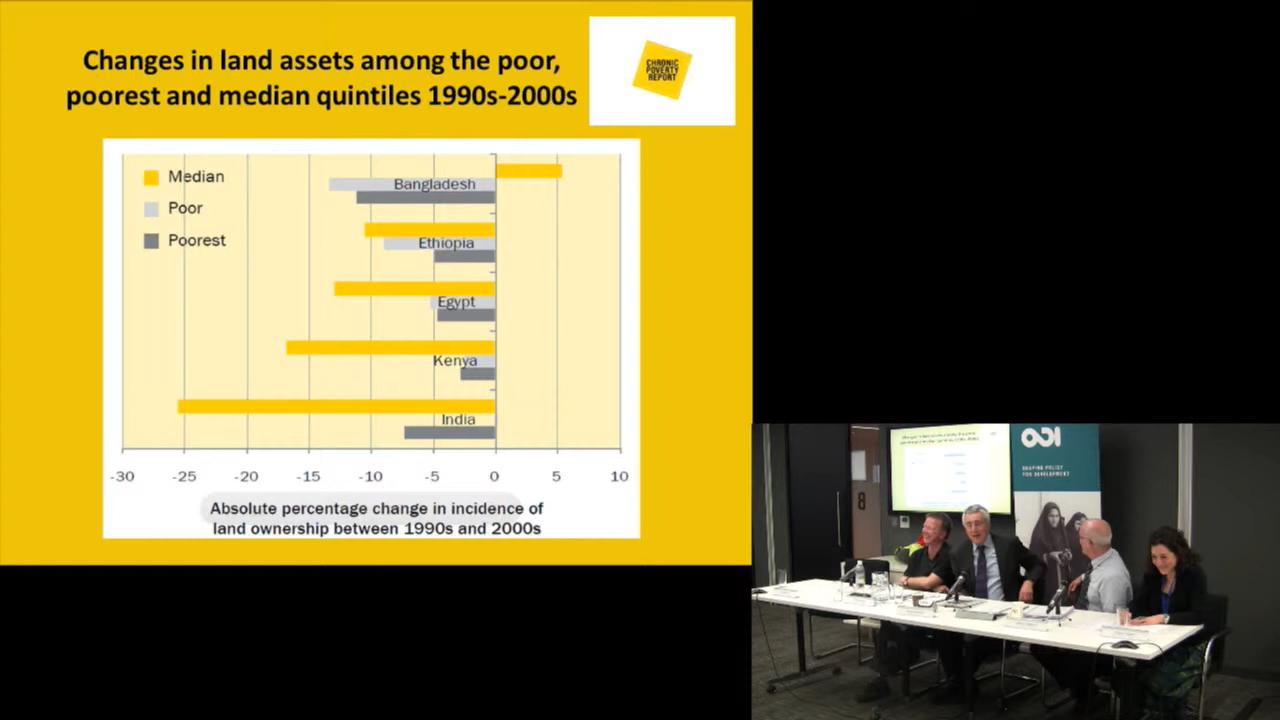 Changes in land assets among the poor,
poorest and median quintiles 1990s-2000s
CHRONIC
POVERTY
REPORT
Median
Poor
Poorest
Bangladesh
Ethiopia
Egypt
Kenya
India
-30 -25 -20 -15 -10 -5 0 5 10
Absolute percentage change in incidence of
land ownership between 1990s and 2000s
ODI
SHAPING POLICY
FOR DEVELOPMENT
8